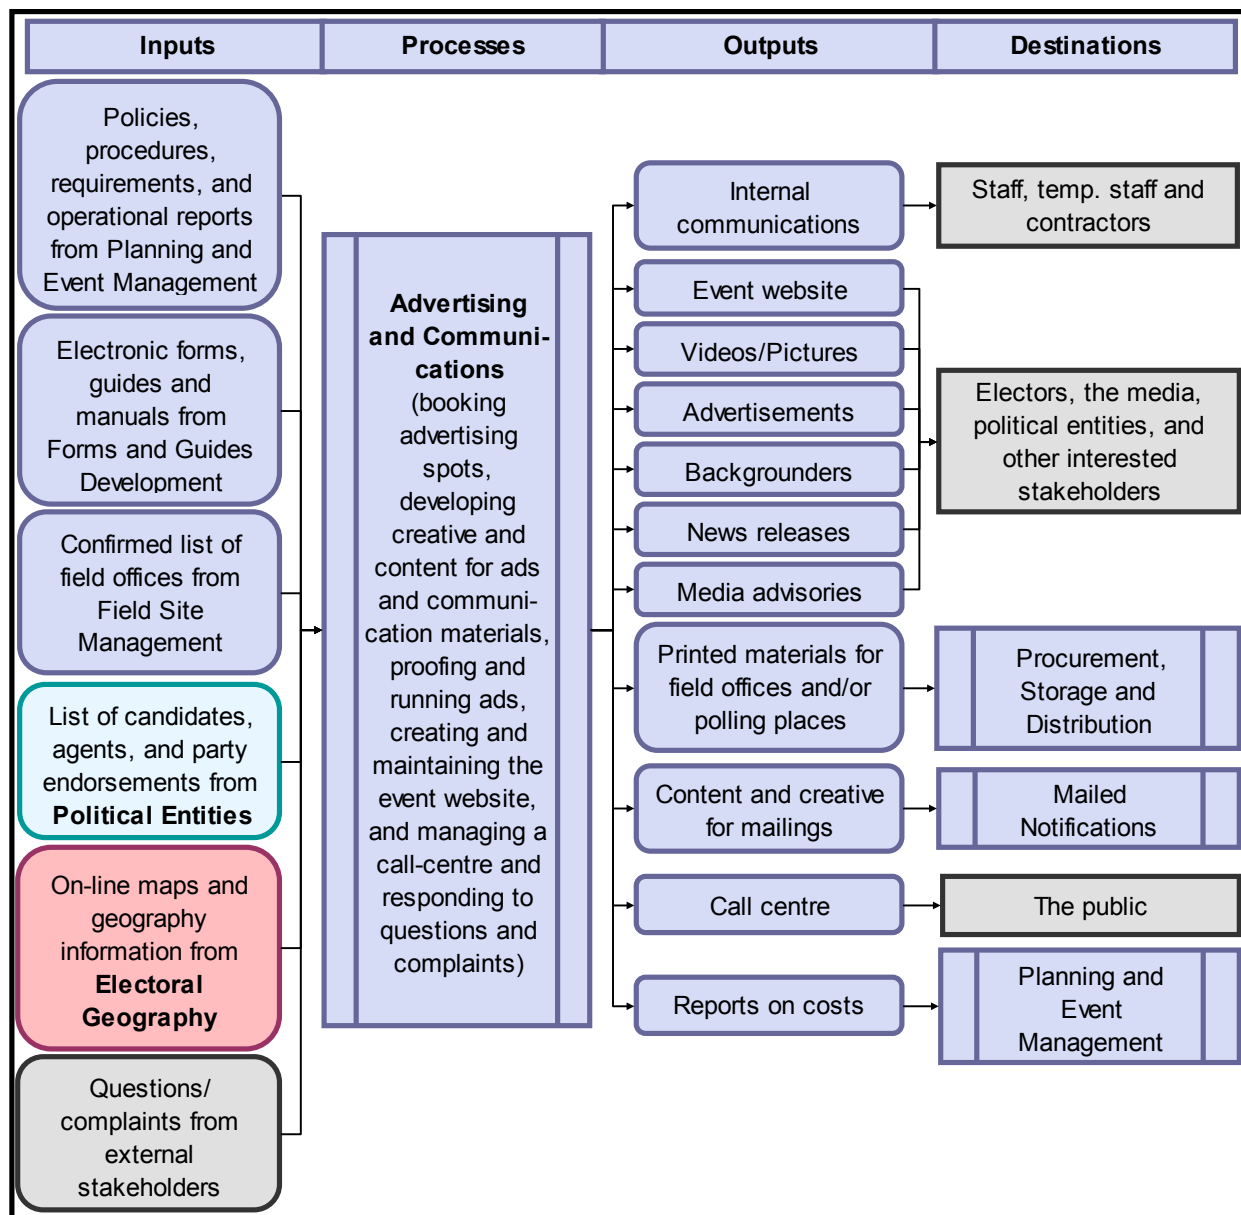 Inputs
Processes
Outputs
Destinations
Policies,
procedures,
requirements, and
operational reports
from Planning and
Event Management
Electronic forms,
guides and
manuals from
Forms and Guides
Development
Confirmed list of
field offices from
Field Site
Management
List of candidates,
agents, and party
endorsements from
Political Entities
On-line maps and
geography
information from
Electoral
Geography
Questions/
complaints from
external
stakeholders
Advertising
and Communi-
cations
(booking
advertising
spots,
developing
creative and
content for ads
and communi-
cation materials,
proofing and
running ads,
creating and
maintaining the
event website,
and managing a
call-centre and
responding to
questions and
complaints)
Internal
communications
Event website
Videos/Pictures
Advertisements
Backgrounders
News releases
Media advisories
Printed materials for
field offices and/or
polling places
Content and creative
for mailings
Call centre
Reports on costs
Staff, temp. staff and
contractors
Electors, the media,
political entities, and
other interested
stakeholders
Procurement,
Storage and
Distribution
Mailed
Notifications
The public
Planning and
Event
Management